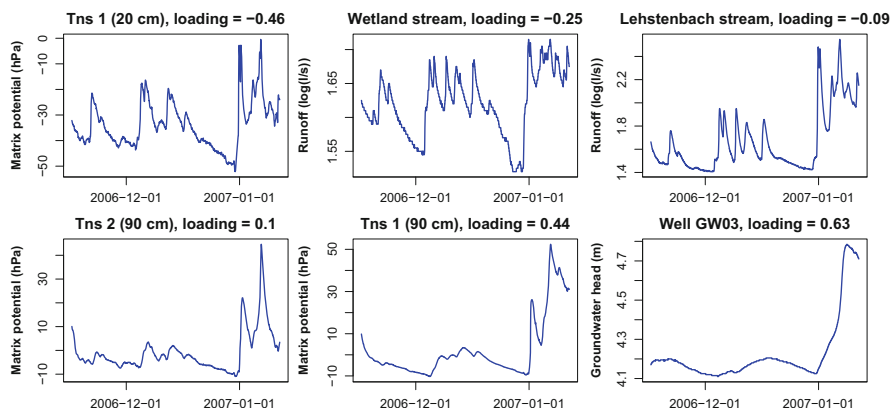 Tns 1 (20 cm), loading = −0.46
Matrix potential (hPa)
0
−10
−30
−50
2006−12−01
2007−01−01
Wetland stream, loading = −0.25
Runoff (log(l/s))
1.65
1.55
2006−12−01
2007−01−01
Lehstenbach stream, loading = −0.09
Runoff (log(l/s))
2.2
1.8
1.4
2006−12−01
2007−01−01
Tns 2 (90 cm), loading = 0.1
Matrix potential (hPa)
30
10
−10
2006−12−01
2007−01−01
Tns 1 (90 cm), loading = 0.44
Matrix potential (hPa)
50
30
10
−10
2006−12−01
2007−01−01
Well GW03, loading = 0.63
Groundwater head (m)
4.7
4.5
4.3
4.1
2006−12−01
2007−01−01